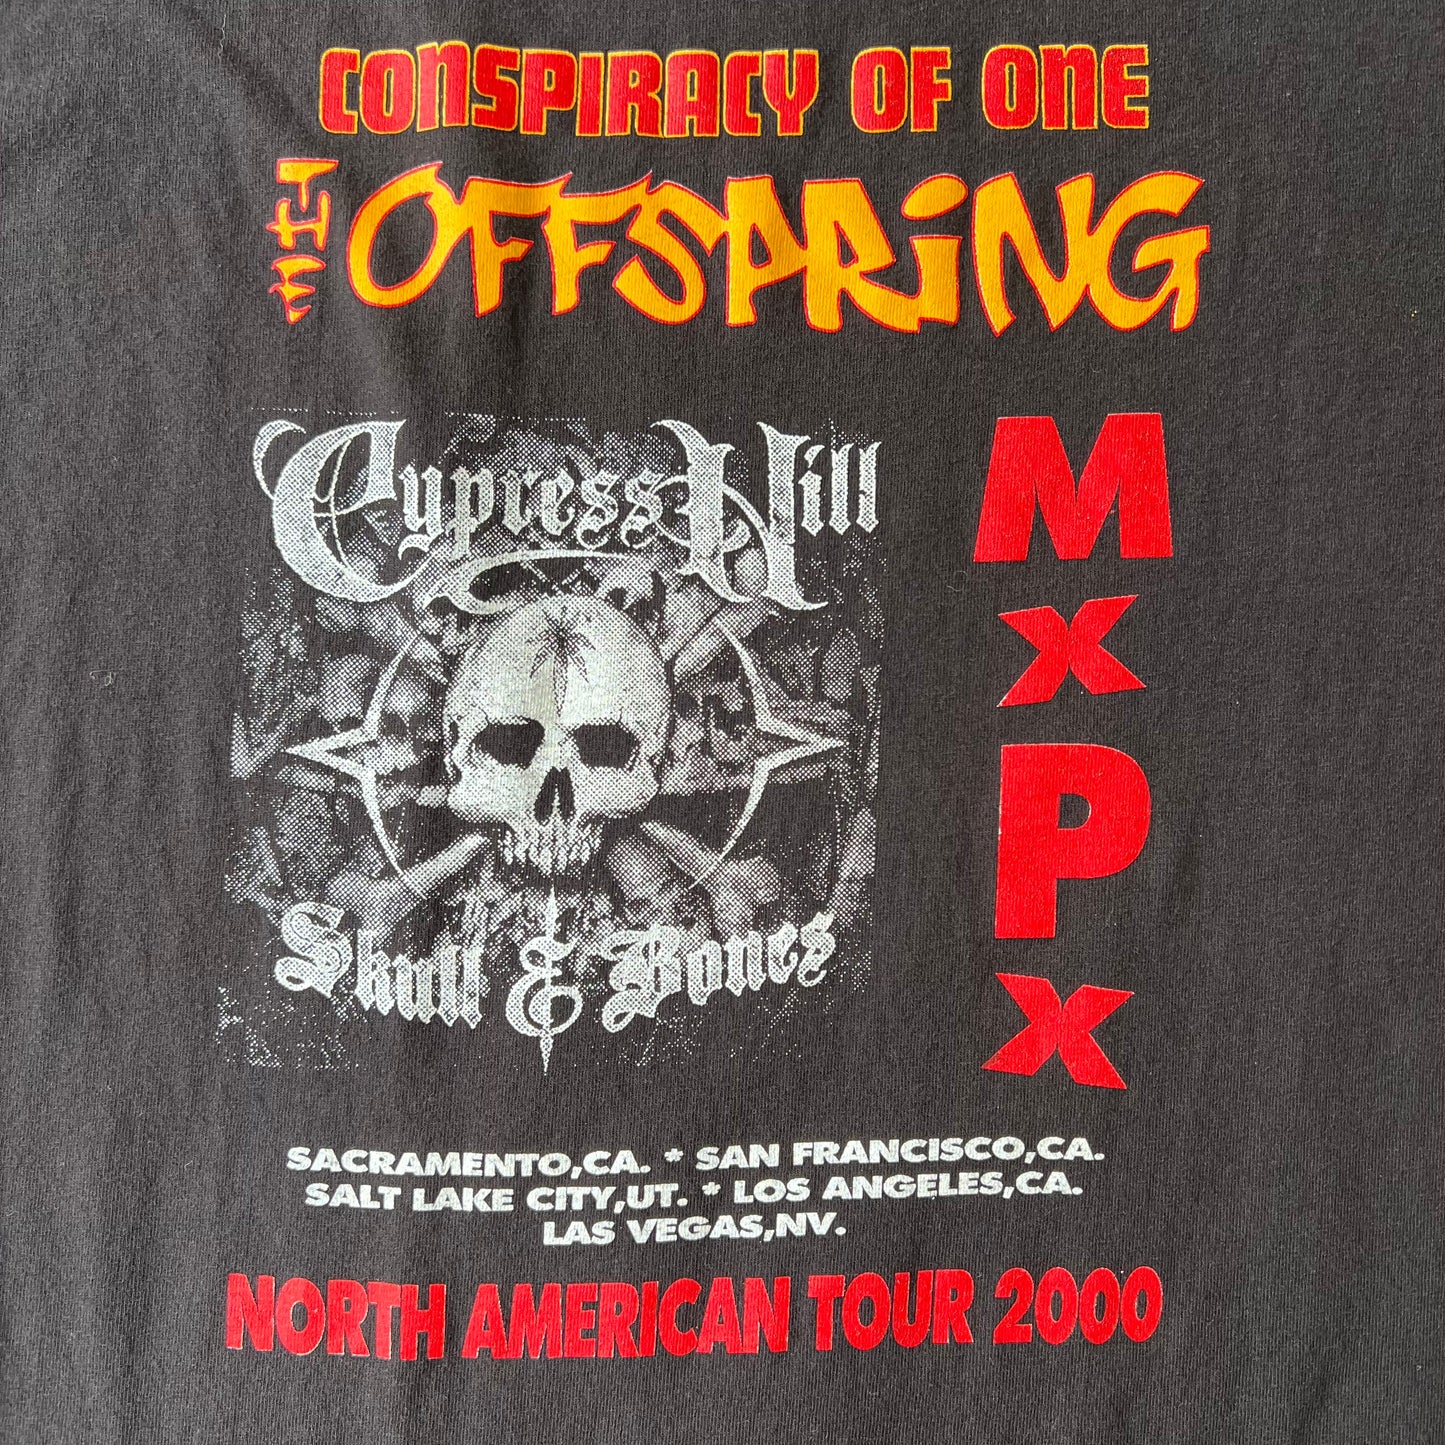 CONSPIRACY OF ONE
THE OFFSPRING
Cypress Hill
Skull & Bones
MxPx
SACRAMENTO,CA. * SAN FRANCISCO,CA.
SALT LAKE CITY,UT. * LOS ANGELES,CA.
LAS VEGAS,NV.
NORTH AMERICAN TOUR 2000